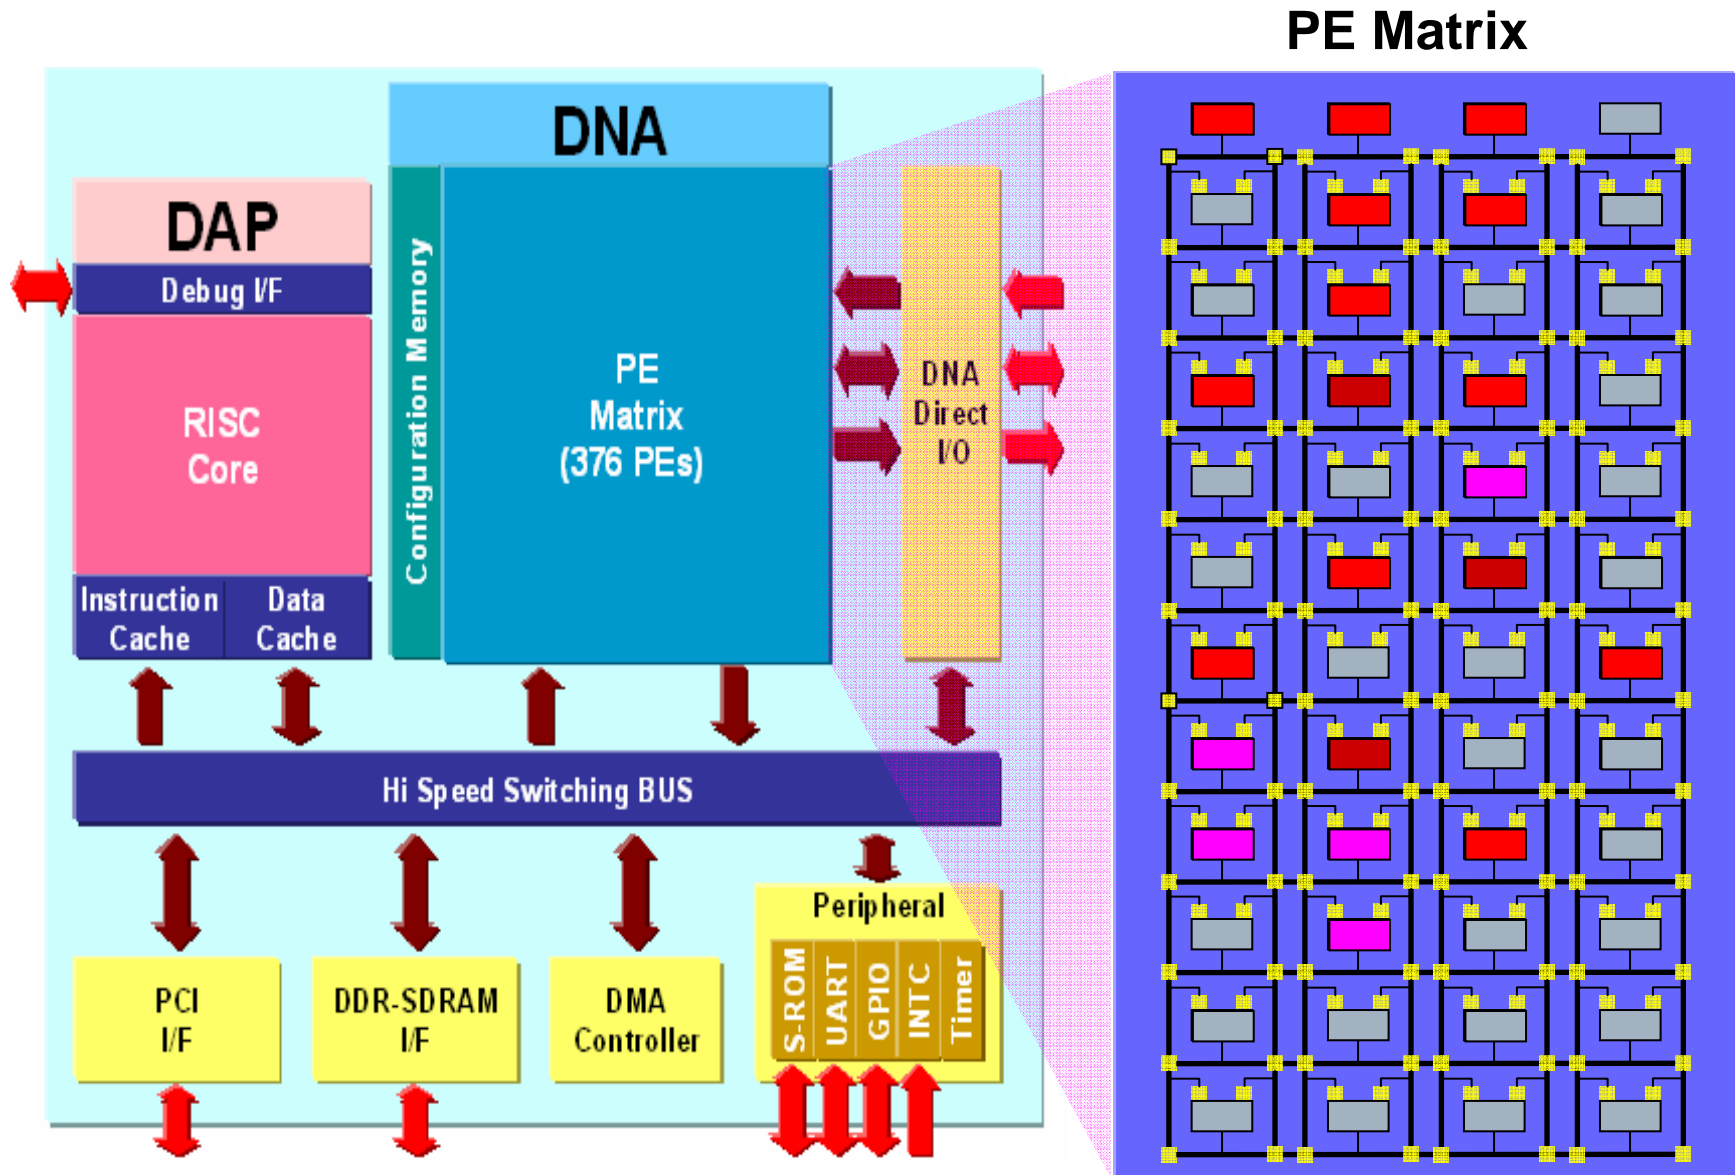 PE Matrix
DNA
DAP
Debug I/F
RISC
Core
Instruction
Cache
Data
Cache
Configuration Memory
PE
Matrix
(376 PEs)
DNA
Direct
I/O
Hi Speed Switching BUS
PCI
I/F
DDR-SDRAM
I/F
DMA
Controller
Peripheral
S-ROM
UART
GPIO
INTC
Timer